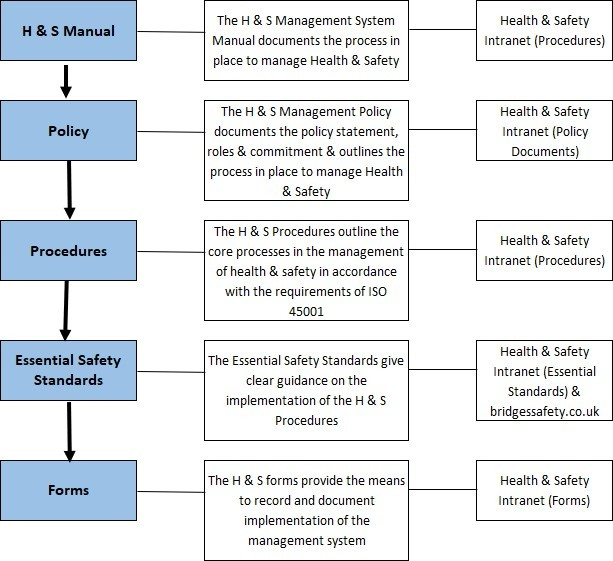 H & S Manual
The H & S Management System
Manual documents the process in
place to manage Health & Safety
Health & Safety
Intranet (Procedures)
Policy
The H & S Management Policy
documents the policy statement,
roles & commitment & outlines the
process in place to manage Health
& Safety
Health & Safety
Intranet (Policy
Documents)
Procedures
The H & S Procedures outline the
core processes in the management
of health & safety in accordance
with the requirements of ISO
45001
Health & Safety
Intranet (Procedures)
Essential Safety
Standards
The Essential Safety Standards give
clear guidance on the
implementation of the H & S
Procedures
Health & Safety
Intranet (Essential
Standards) &
bridgessafety.co.uk
Forms
The H & S forms provide the means
to record and document
implementation of the
management system
Health & Safety
Intranet (Forms)